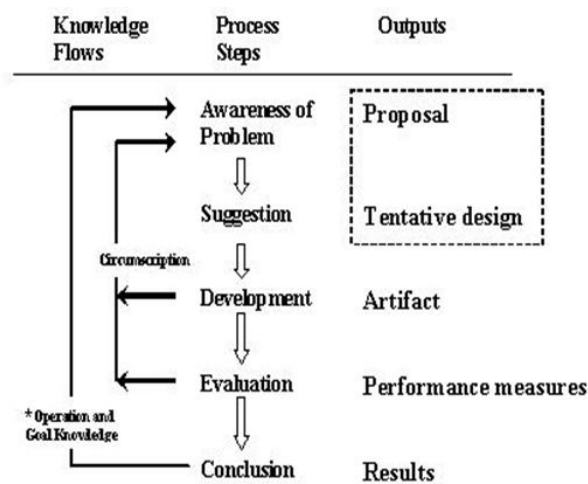 Knowledge Flows
Process Steps
Outputs
Awareness of Problem
Proposal
Suggestion
Tentative design
Circumscription
Development
Artifact
Evaluation
Performance measures
* Operation and Goal Knowledge
Conclusion
Results